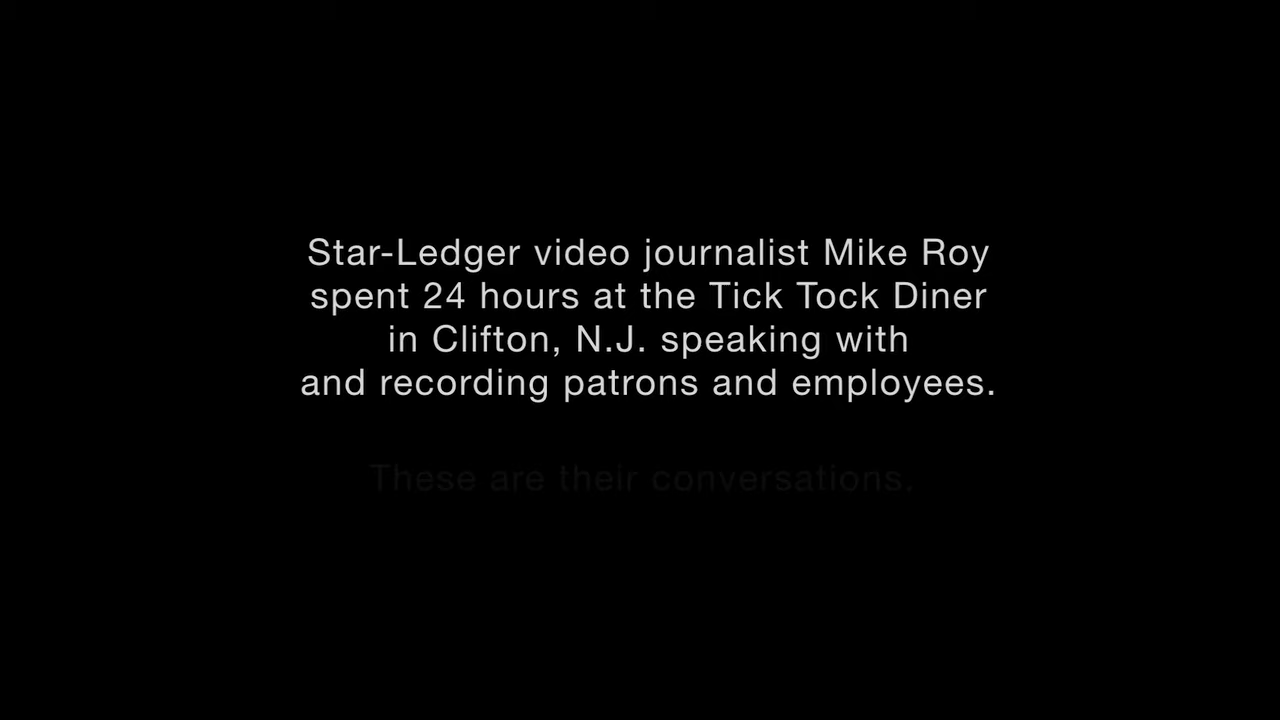 Star-Ledger video journalist Mike Roy
spent 24 hours at the Tick Tock Diner
in Clifton, N.J. speaking with
and recording patrons and employees.
These are their conversations.